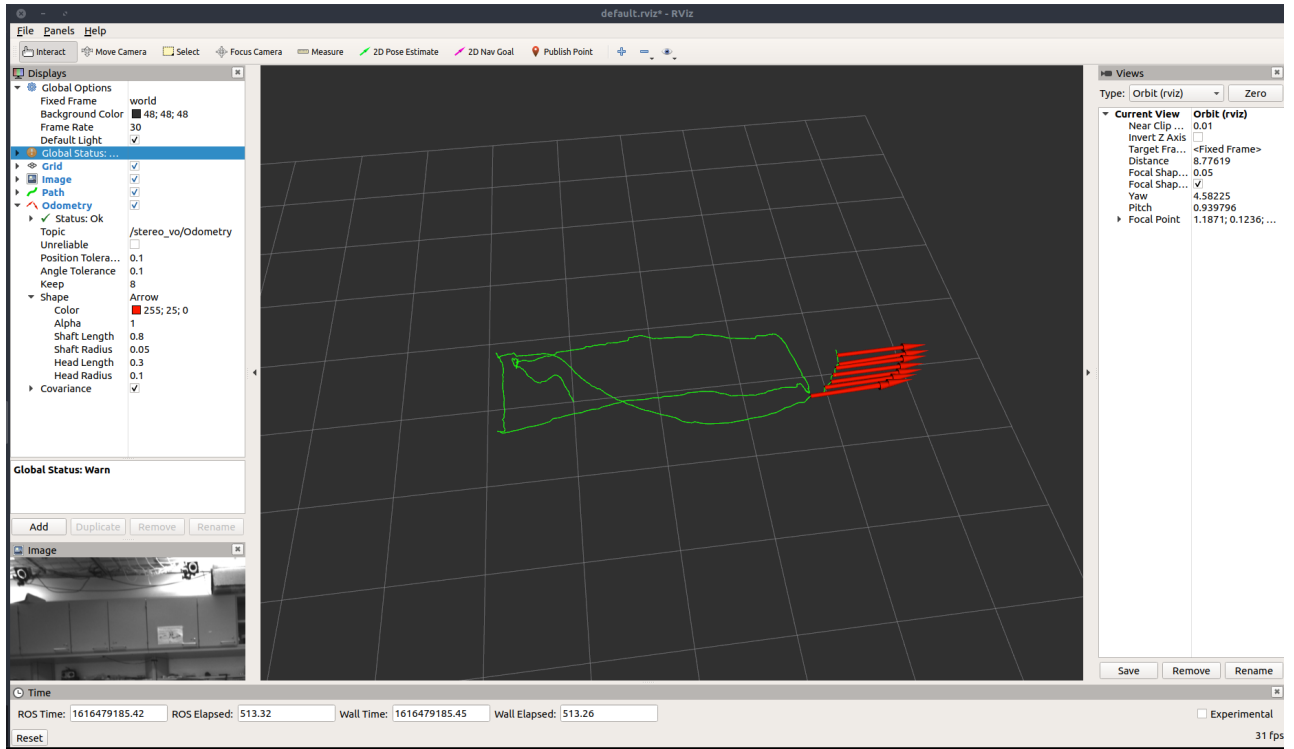 default.rviz* - RViz
File Panels Help
Interact Move Camera Select Focus Camera Measure 2D Pose Estimate 2D Nav Goal Publish Point
Displays
Global Options
Fixed Frame world
Background Color 48; 48; 48
Frame Rate 30
Default Light
Global Status: ...
Grid
Image
Path
Odometry
Status: Ok
Topic /stereo_vo/Odometry
Unreliable
Position Tolera... 0.1
Angle Tolerance 0.1
Keep 8
Shape Arrow
Color 255; 25; 0
Alpha 1
Shaft Length 0.8
Shaft Radius 0.05
Head Length 0.3
Head Radius 0.1
Covariance
Global Status: Warn
Add Duplicate Remove Rename
Image
Views
Type: Orbit (rviz) Zero
Current View Orbit (rviz)
Near Clip ... 0.01
Invert Z Axis
Target Fra... <Fixed Frame>
Distance 8.77619
Focal Shap... 0.05
Focal Shap...
Yaw 4.58225
Pitch 0.939796
Focal Point 1.1871; 0.1236; ...
Save Remove Rename
Time
ROS Time: 1616479185.42 ROS Elapsed: 513.32 Wall Time: 1616479185.45 Wall Elapsed: 513.26 Experimental
Reset 31 fps